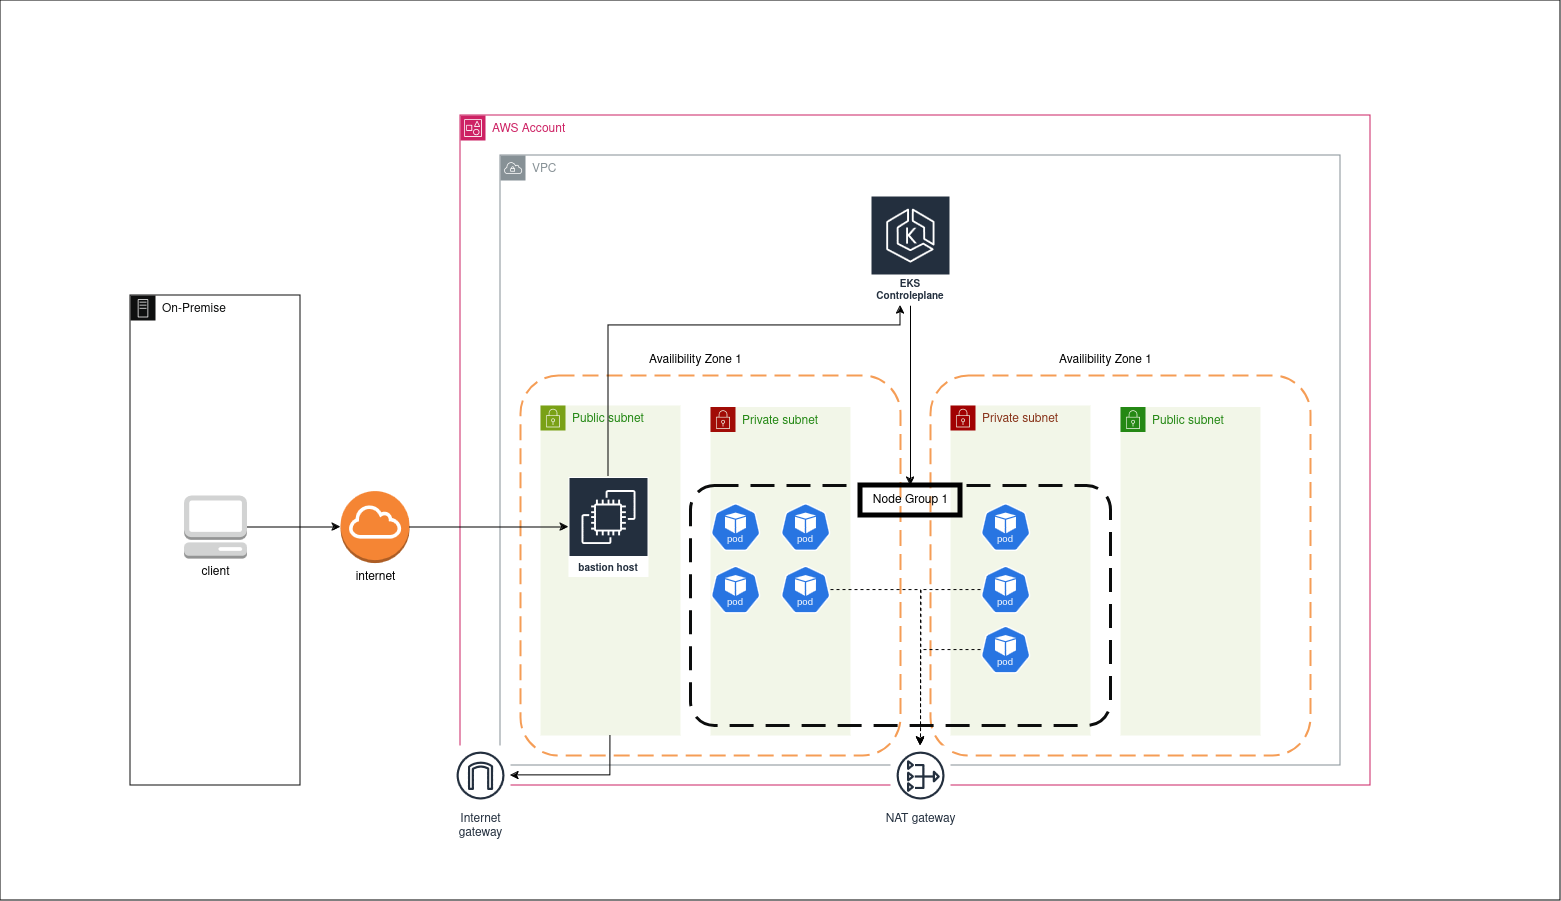 AWS Account
VPC
EKS
Controleplane
On-Premise
Availibility Zone 1
Availibility Zone 1
Public subnet
Private subnet
Private subnet
Public subnet
Node Group 1
pod
pod
pod
bastion host
client
internet
pod
pod
pod
pod
Internet
gateway
NAT gateway